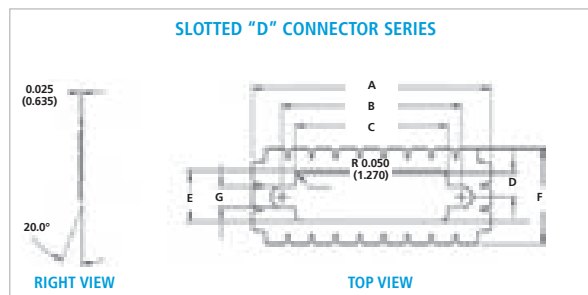 SLOTTED “D” CONNECTOR SERIES
0.025
(0.635)
A
B
C
R 0.050
(1.270)
E
G
D
F
20.0°
RIGHT VIEW
TOP VIEW